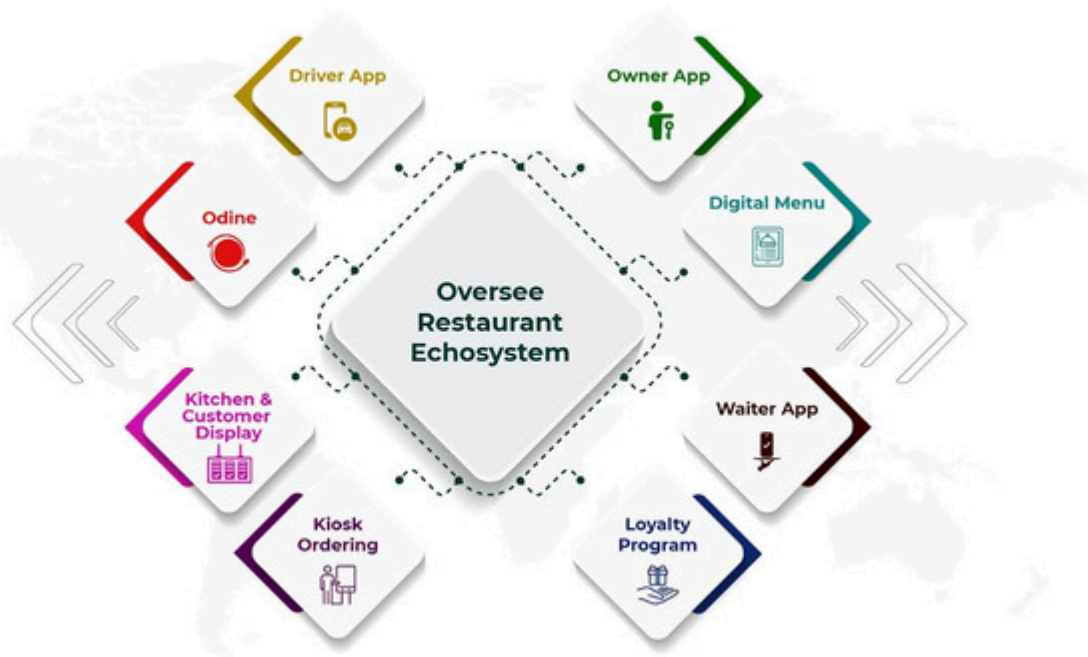 Driver App
Owner App
Odine
Digital Menu
Oversee
Restaurant
Echosystem
Kitchen &
Customer
Display
Waiter App
Kiosk
Ordering
Loyalty
Program